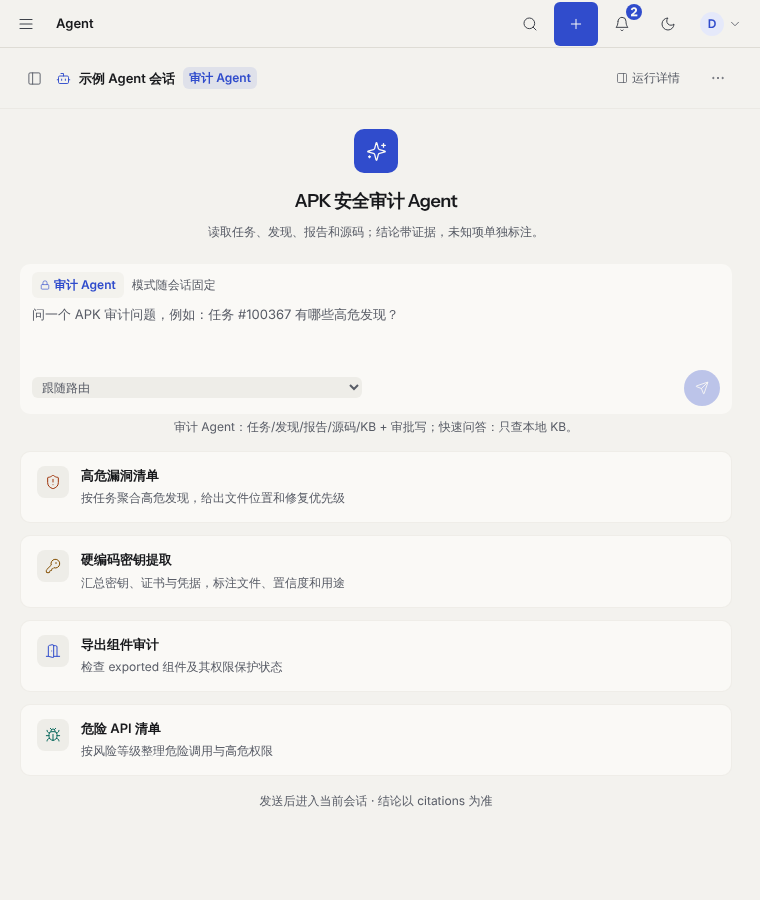 Agent
2
D
示例 Agent 会话
审计 Agent
运行详情
APK 安全审计 Agent
读取任务、发现、报告和源码；结论带证据，未知项单独标注。
审计 Agent 模式随会话固定
问一个 APK 审计问题，例如：任务 #100367 有哪些高危发现？
跟随路由
审计 Agent：任务/发现/报告/源码/KB + 审批写；快速问答：只查本地 KB。
高危漏洞清单
按任务聚合高危发现，给出文件位置和修复优先级
硬编码密钥提取
汇总密钥、证书与凭据，标注文件、置信度和用途
导出组件审计
检查 exported 组件及其权限保护状态
危险 API 清单
按风险等级整理危险调用与高危权限
发送后进入当前会话 · 结论以 citations 为准